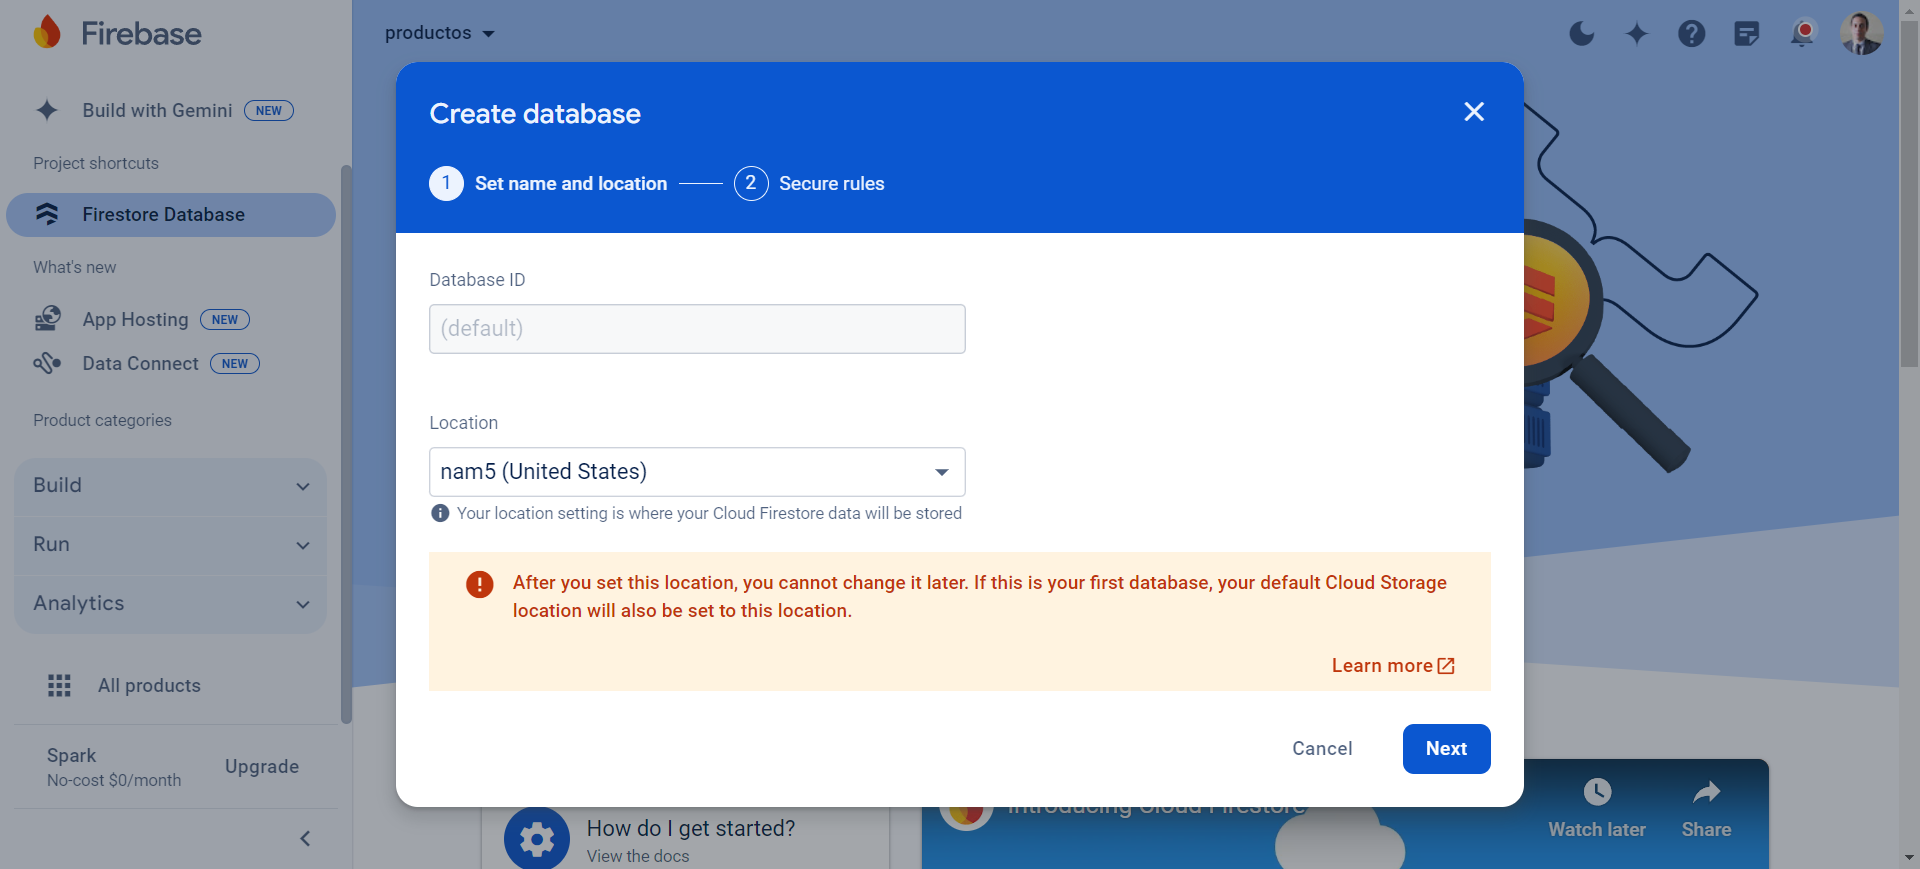 Firebase
productos
Build with Gemini NEW
Project shortcuts
Firestore Database
What's new
App Hosting NEW
Data Connect NEW
Product categories
Build
Run
Analytics
All products
Spark
No-cost $0/month
Upgrade
Create database
1 Set name and location 2 Secure rules
Database ID
(default)
Location
nam5 (United States)
Your location setting is where your Cloud Firestore data will be stored
After you set this location, you cannot change it later. If this is your first database, your default Cloud Storage
location will also be set to this location.
Learn more
Cancel Next
How do I get started?
View the docs
Introducing Cloud Firestore
Watch later Share